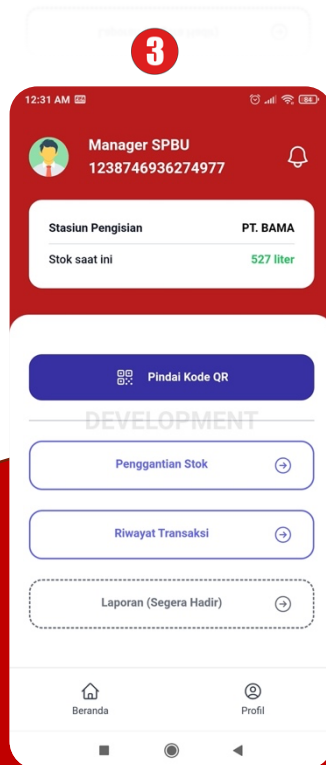 3
12:31 AM
84
Manager SPBU
1238746936274977
Stasiun Pengisian PT. BAMA
Stok saat ini 527 liter
Pindai Kode QR
DEVELOPMENT
Penggantian Stok
Riwayat Transaksi
Laporan (Segera Hadir)
Beranda Profil